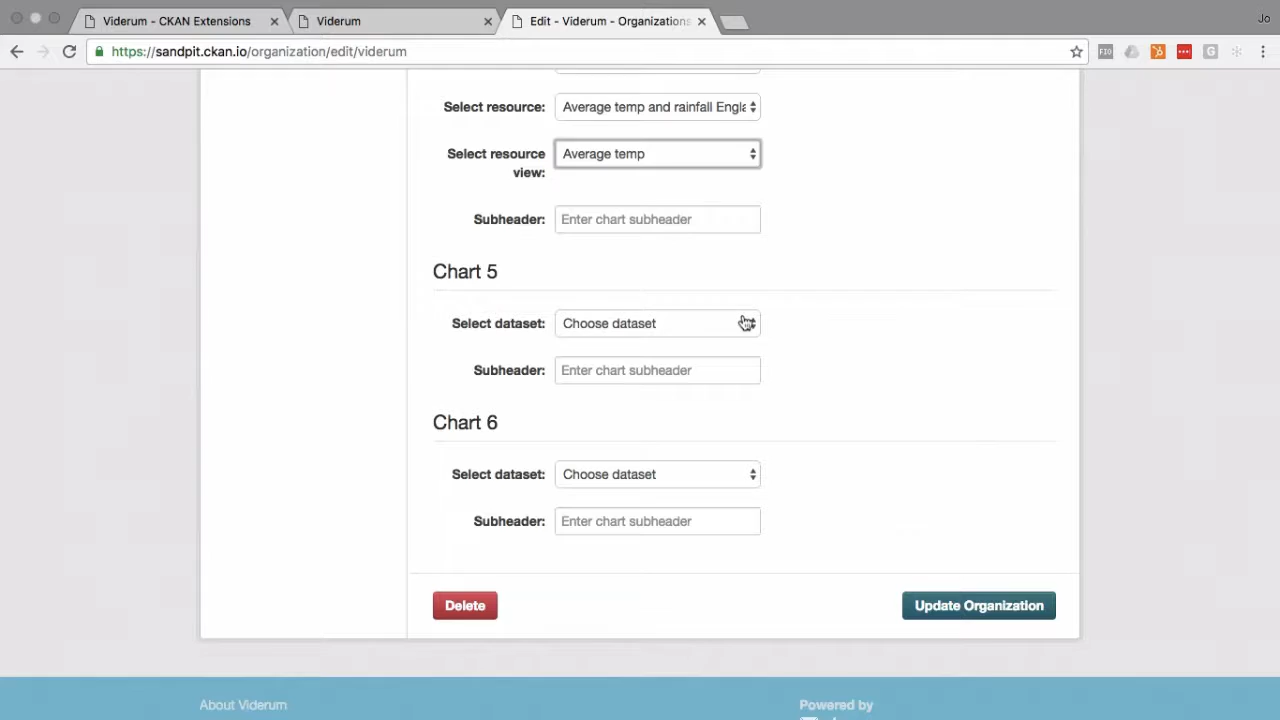 Viderum - CKAN Extensions
Viderum
Edit - Viderum - Organizations
Jo
https://sandpit.ckan.io/organization/edit/viderum
FIO
G
Select resource:
Average temp and rainfall Engla
Select resource
view:
Average temp
Subheader:
Enter chart subheader
Chart 5
Select dataset:
Choose dataset
Subheader:
Enter chart subheader
Chart 6
Select dataset:
Choose dataset
Subheader:
Enter chart subheader
Delete
Update Organization
About Viderum
Powered by